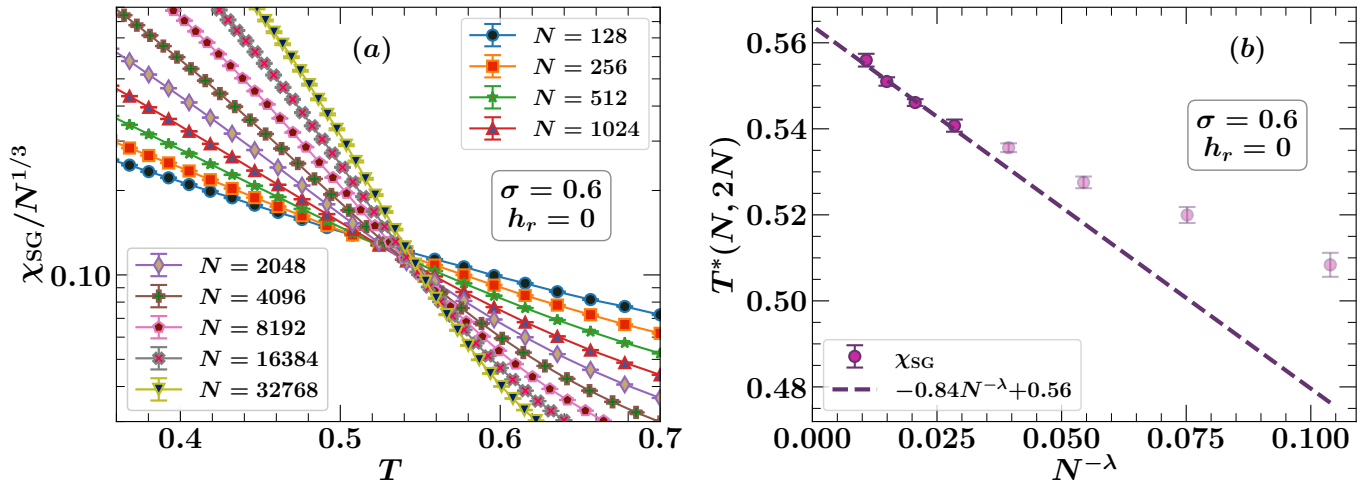 (a)
N = 128
N = 256
N = 512
N = 1024
σ = 0.6
h_r = 0
N = 2048
N = 4096
N = 8192
N = 16384
N = 32768
χ_SG/N^{1/3}
0.10
0.4 0.5 0.6 0.7
T
(b)
σ = 0.6
h_r = 0
χ_SG
−0.84N^{−λ}+0.56
T*(N, 2N)
0.56
0.54
0.52
0.50
0.48
0.000 0.025 0.050 0.075 0.100
N^{−λ}